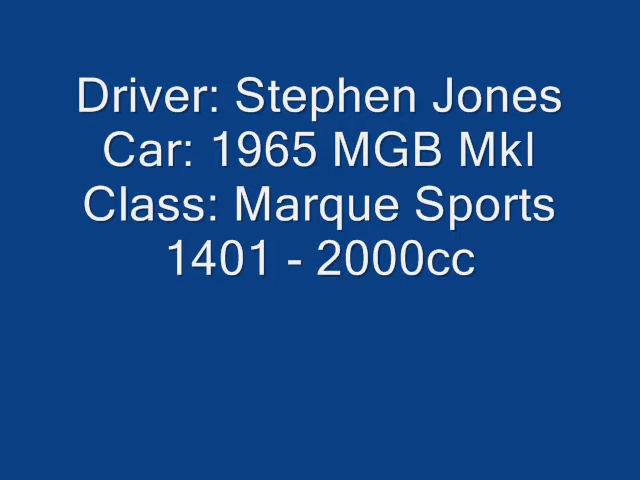 Driver: Stephen Jones
Car: 1965 MGB MkI
Class: Marque Sports
1401 - 2000cc